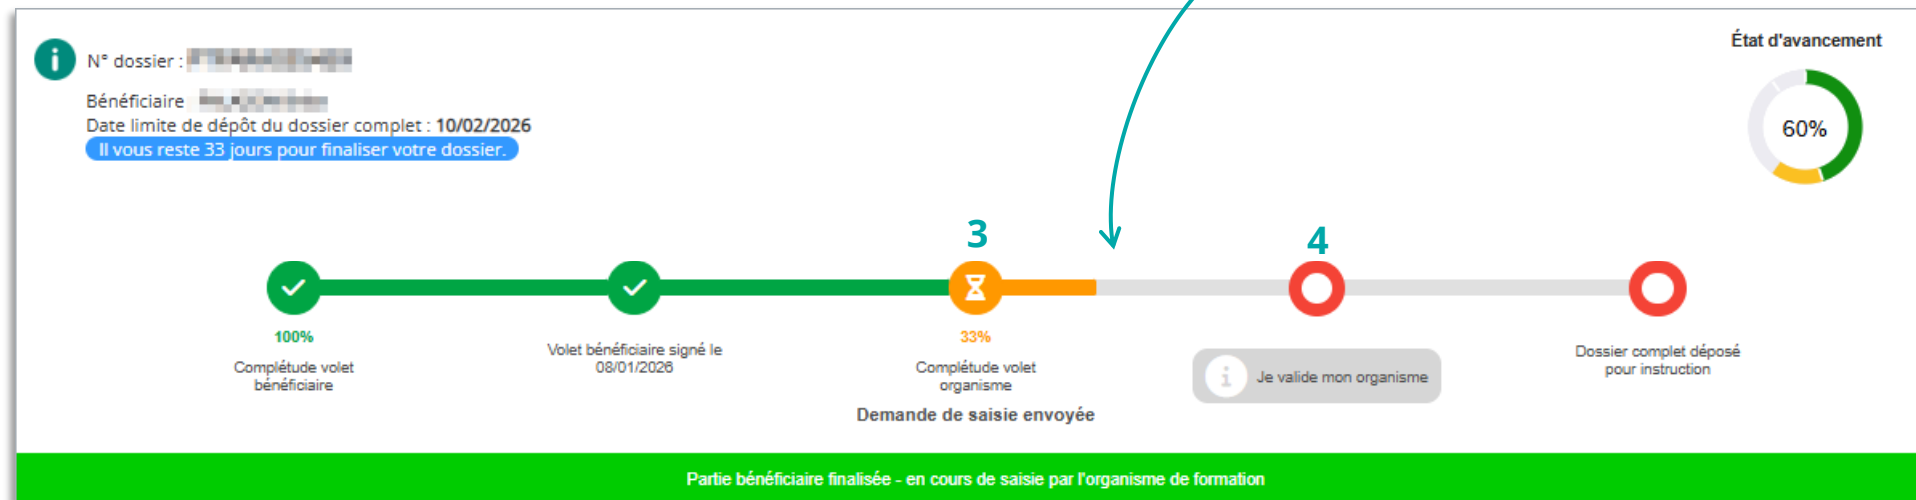 État d'avancement
N° dossier :
Bénéficiaire
Date limite de dépôt du dossier complet : 10/02/2026
Il vous reste 33 jours pour finaliser votre dossier.
60%
3
4
100%
Complétude volet
bénéficiaire
Volet bénéficiaire signé le
08/01/2026
33%
Complétude volet
organisme
Demande de saisie envoyée
Je valide mon organisme
Dossier complet déposé
pour instruction
Partie bénéficiaire finalisée - en cours de saisie par l'organisme de formation